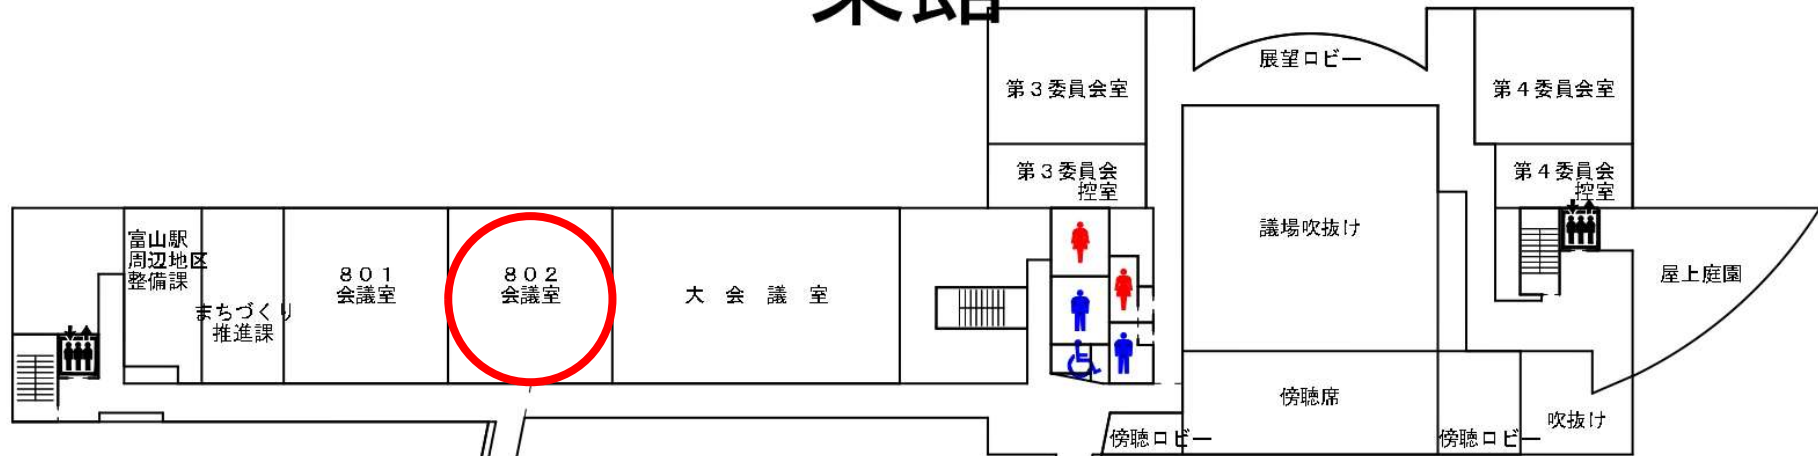 展望ロビー
第３委員会室
第４委員会室
第３委員会
控室
第４委員会
控室
議場吹抜け
富山駅
周辺地区
整備課
まちづくり
推進課
８０１
会議室
８０２
会議室
大会議室
屋上庭園
傍聴席
吹抜け
傍聴ロビー
傍聴ロビー